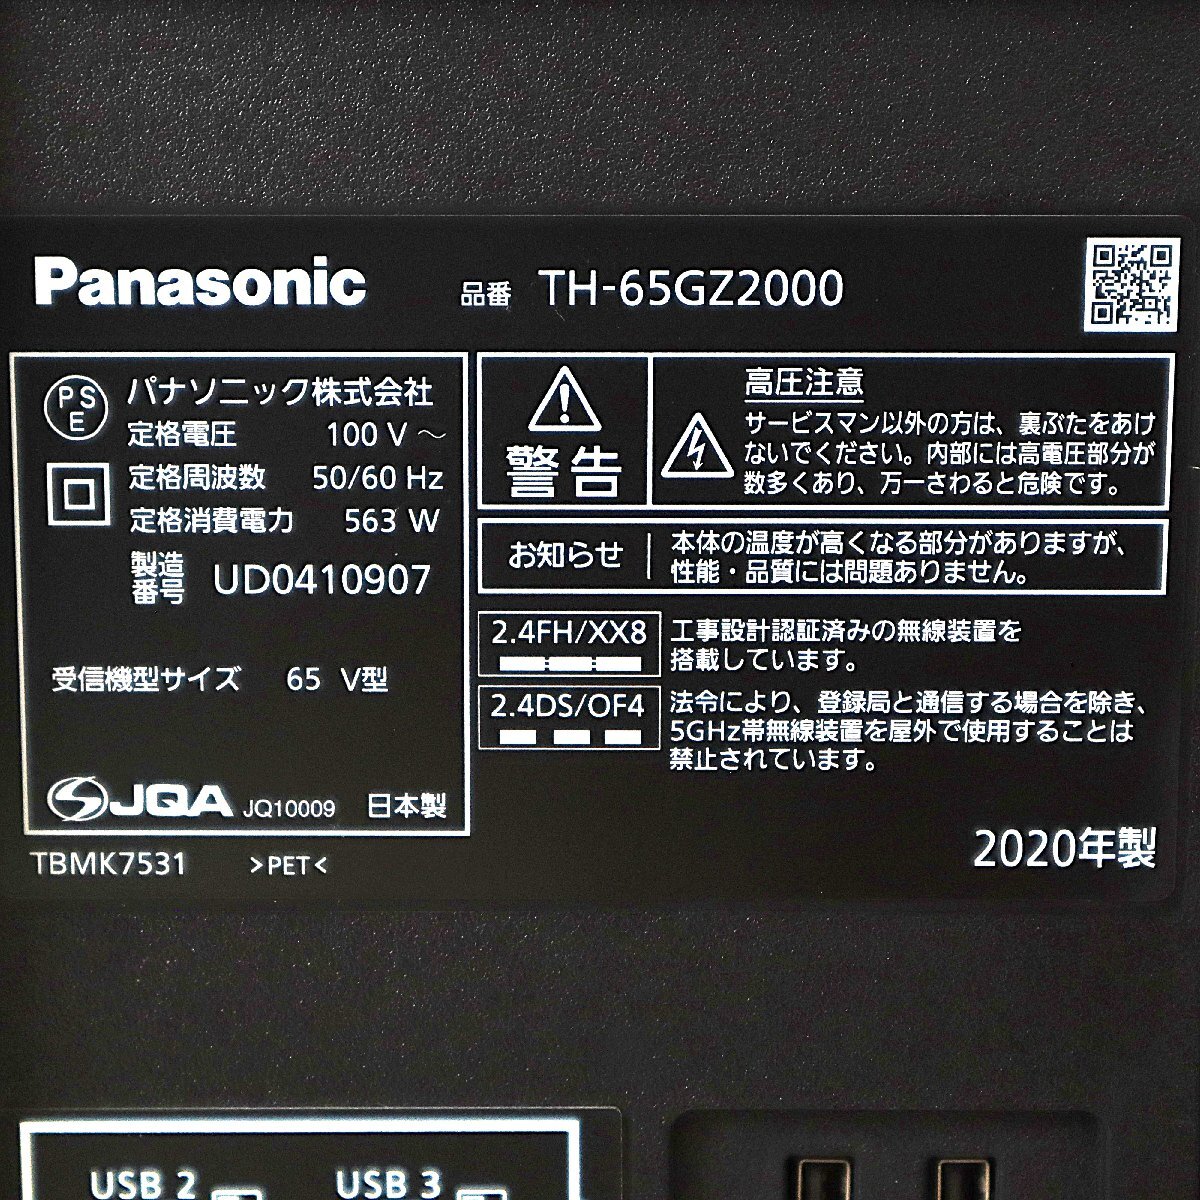 Panasonic 品番 TH-65GZ2000
PSE パナソニック株式会社
定格電圧 100 V ～
定格周波数 50/60 Hz
定格消費電力 563 W
製造番号 UD0410907
受信機型サイズ 65 V型
JQA JQ10009 日本製
TBMK7531 >PET<
警告
高圧注意
サービスマン以外の方は、裏ぶたをあけ
ないでください。内部には高電圧部分が
数多くあり、万一さわると危険です。
お知らせ
本体の温度が高くなる部分がありますが、
性能・品質には問題ありません。
2.4FH/XX8
工事設計認証済みの無線装置を
搭載しています。
2.4DS/OF4
法令により、登録局と通信する場合を除き、
5GHz帯無線装置を屋外で使用することは
禁止されています。
2020年製
USB 2 USB 3